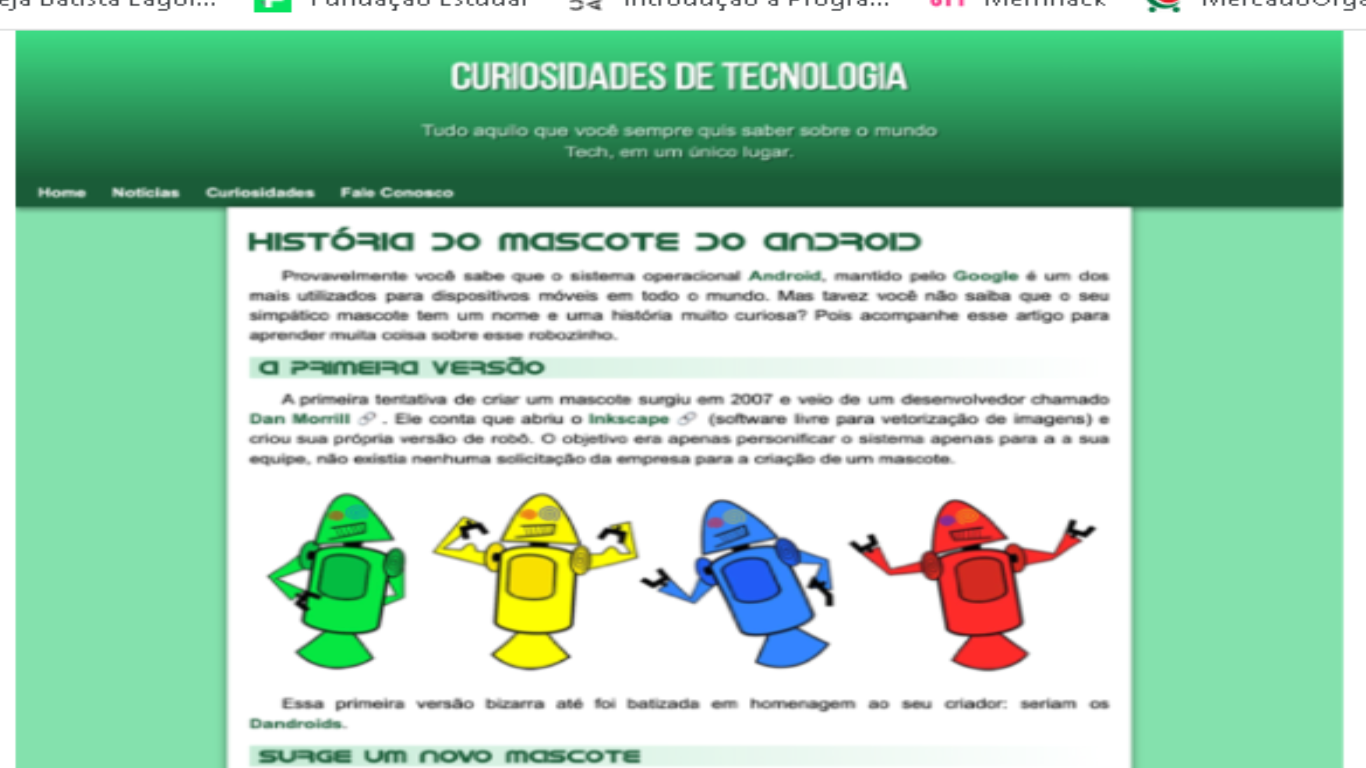 Fundação Estudar
Introdução à Progra...
Curiosidades de Tecnologia
Tudo aquilo que você sempre quis saber sobre o mundo
Tech, em um único lugar.
Home Notícias Curiosidades Fale Conosco
História do Mascote do Android
Provavelmente você sabe que o sistema operacional Android, mantido pelo Google é um dos
mais utilizados para dispositivos móveis em todo o mundo. Mas tavez você não saiba que o seu
simpático mascote tem um nome e uma história muito curiosa? Pois acompanhe esse artigo para
aprender muita coisa sobre esse robozinho.
A primeira versão
A primeira tentativa de criar um mascote surgiu em 2007 e veio de um desenvolvedor chamado
Dan Morrill. Ele conta que abriu o Inkscape (software livre para vetorização de imagens) e
criou sua própria versão de robô. O objetivo era apenas personificar o sistema apenas para a a sua
equipe, não existia nenhuma solicitação da empresa para a criação de um mascote.
Essa primeira versão bizarra até foi batizada em homenagem ao seu criador: seriam os
Dandroids.
Surge um novo mascote